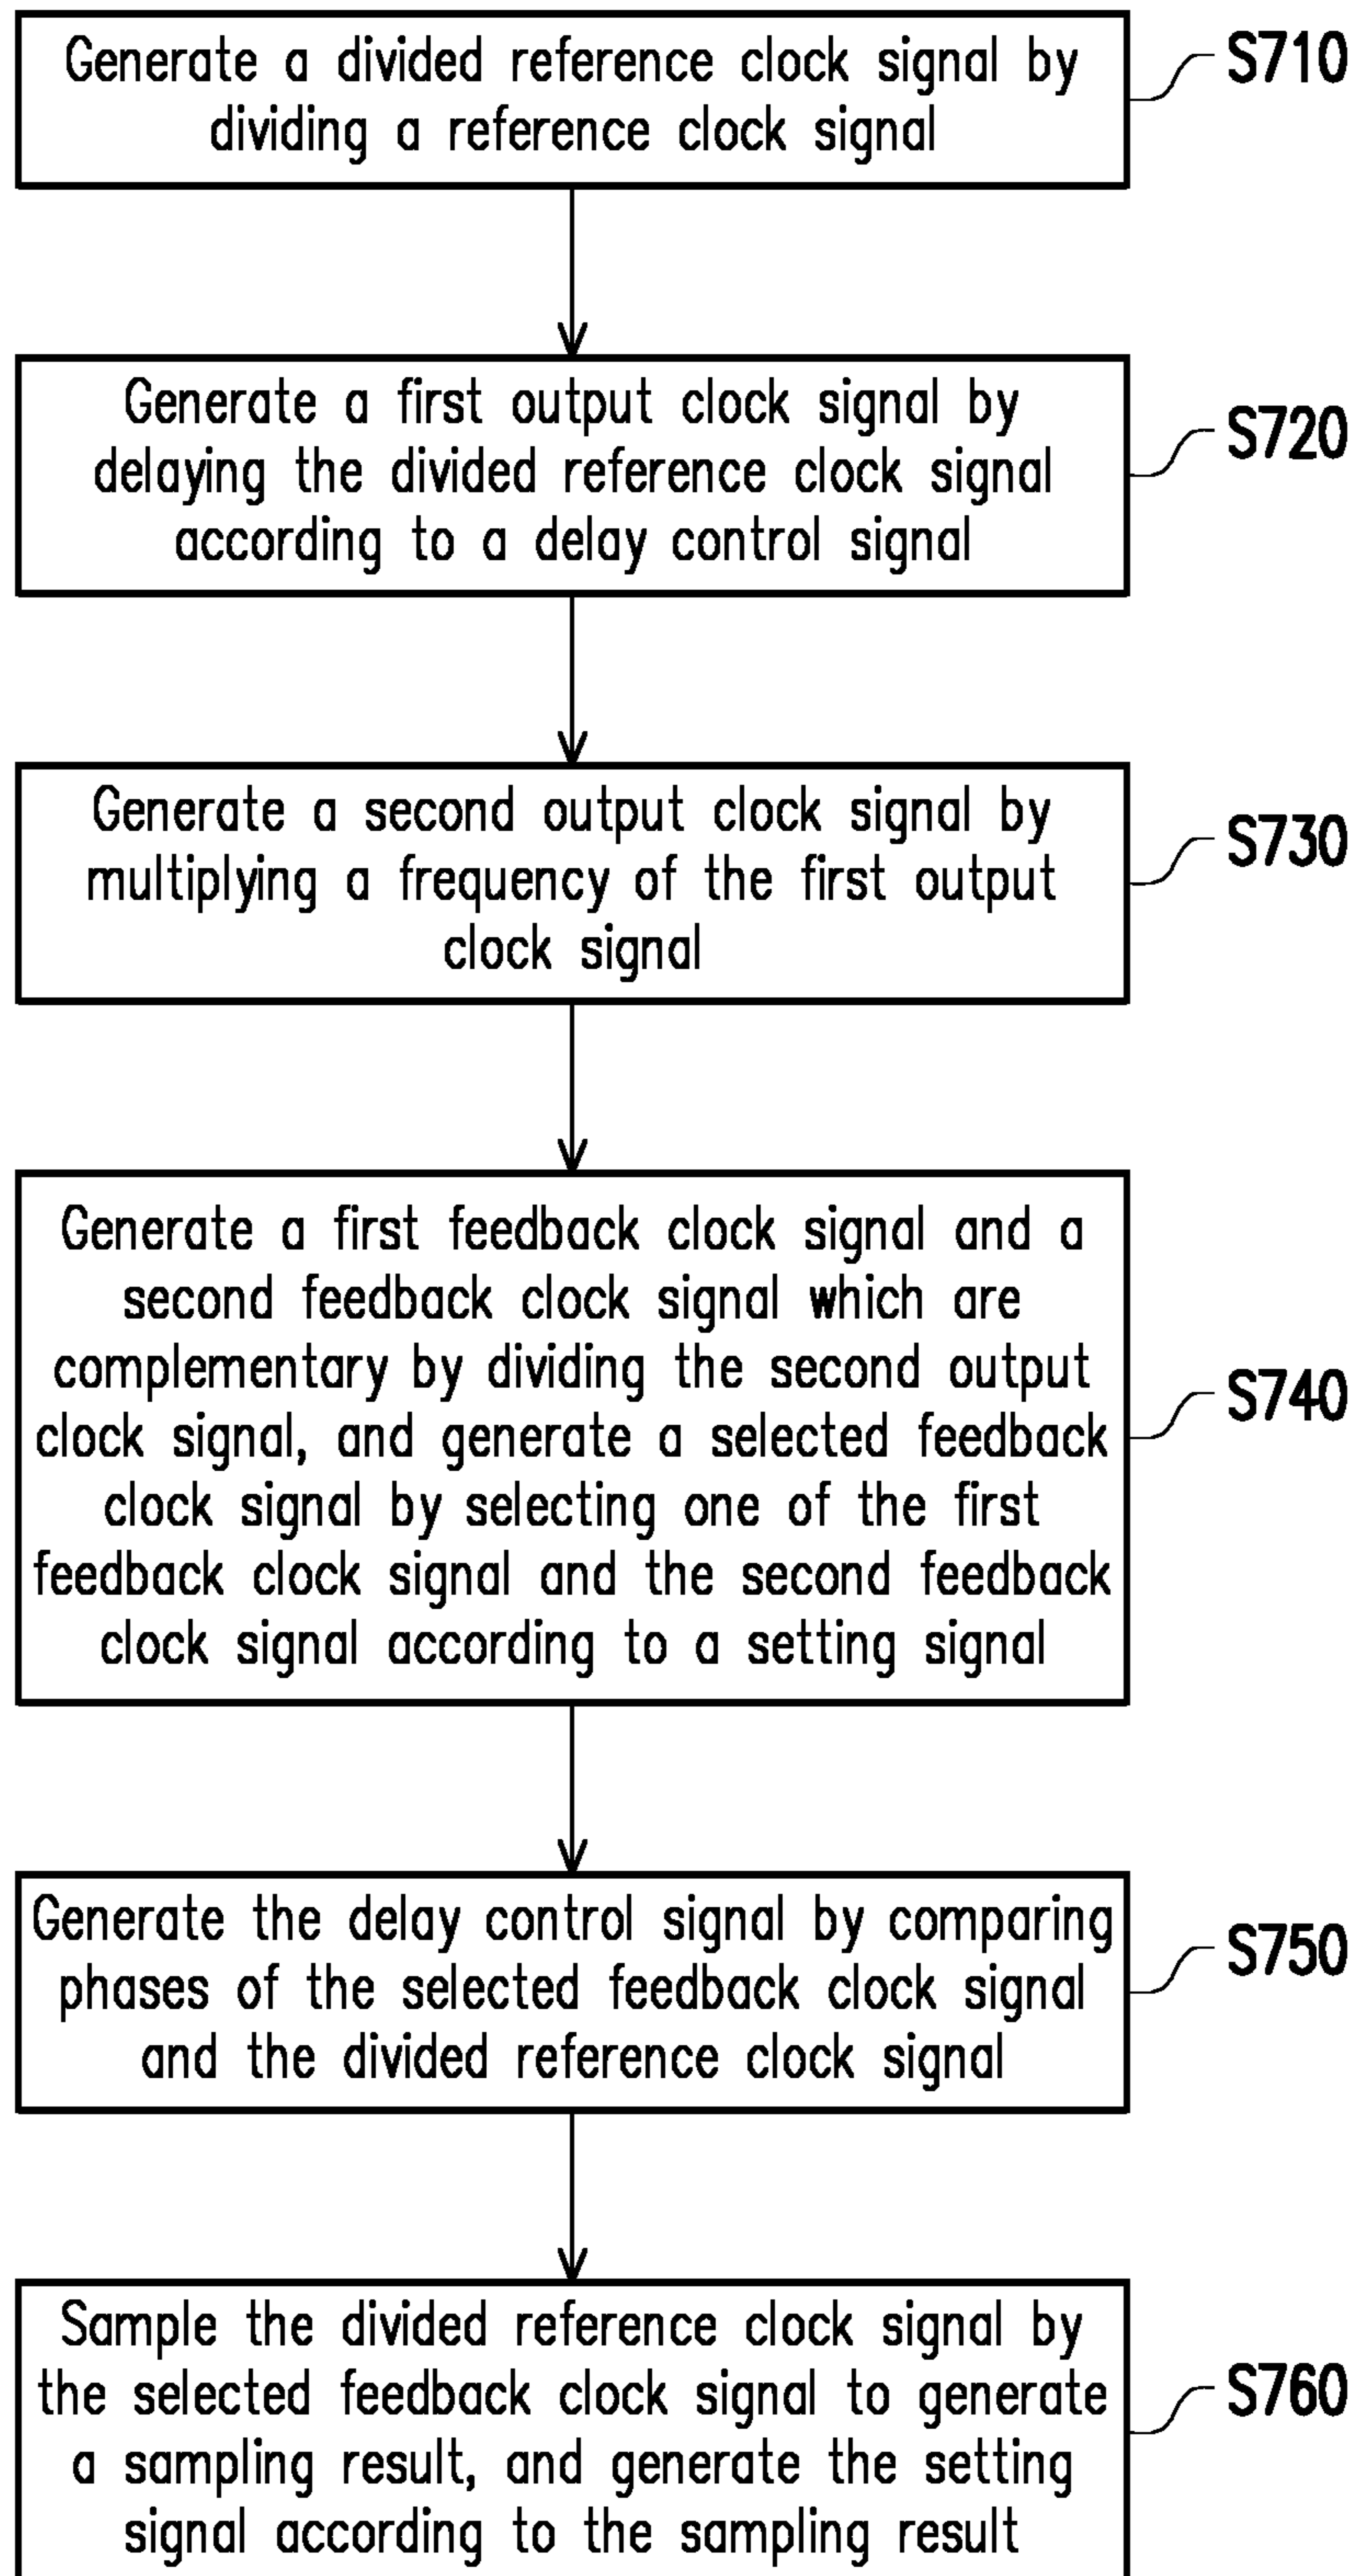 Generate a divided reference clock signal by
dividing a reference clock signal
S710
Generate a first output clock signal by
delaying the divided reference clock signal
according to a delay control signal
S720
Generate a second output clock signal by
multiplying a frequency of the first output
clock signal
S730
Generate a first feedback clock signal and a
second feedback clock signal which are
complementary by dividing the second output
clock signal, and generate a selected feedback
clock signal by selecting one of the first
feedback clock signal and the second feedback
clock signal according to a setting signal
S740
Generate the delay control signal by comparing
phases of the selected feedback clock signal
and the divided reference clock signal
S750
Sample the divided reference clock signal by
the selected feedback clock signal to generate
a sampling result, and generate the setting
signal according to the sampling result
S760